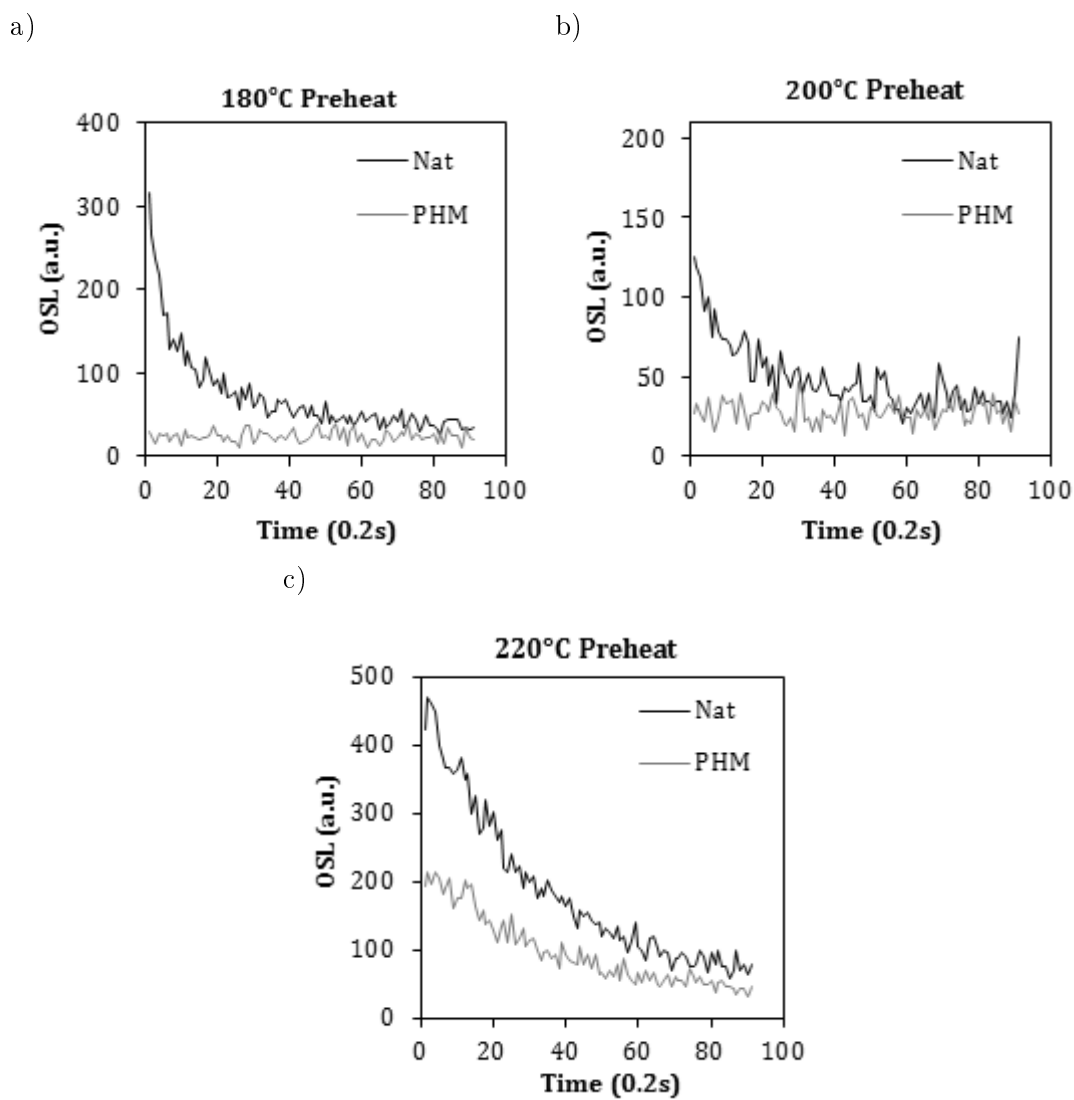 a)
180°C Preheat
400
300
200
100
0
OSL (a.u.)
Nat
PHM
0 20 40 60 80 100
Time (0.2s)
b)
200°C Preheat
200
150
100
50
0
OSL (a.u.)
Nat
PHM
0 20 40 60 80 100
Time (0.2s)
c)
220°C Preheat
500
400
300
200
100
0
OSL (a.u.)
Nat
PHM
0 20 40 60 80 100
Time (0.2s)